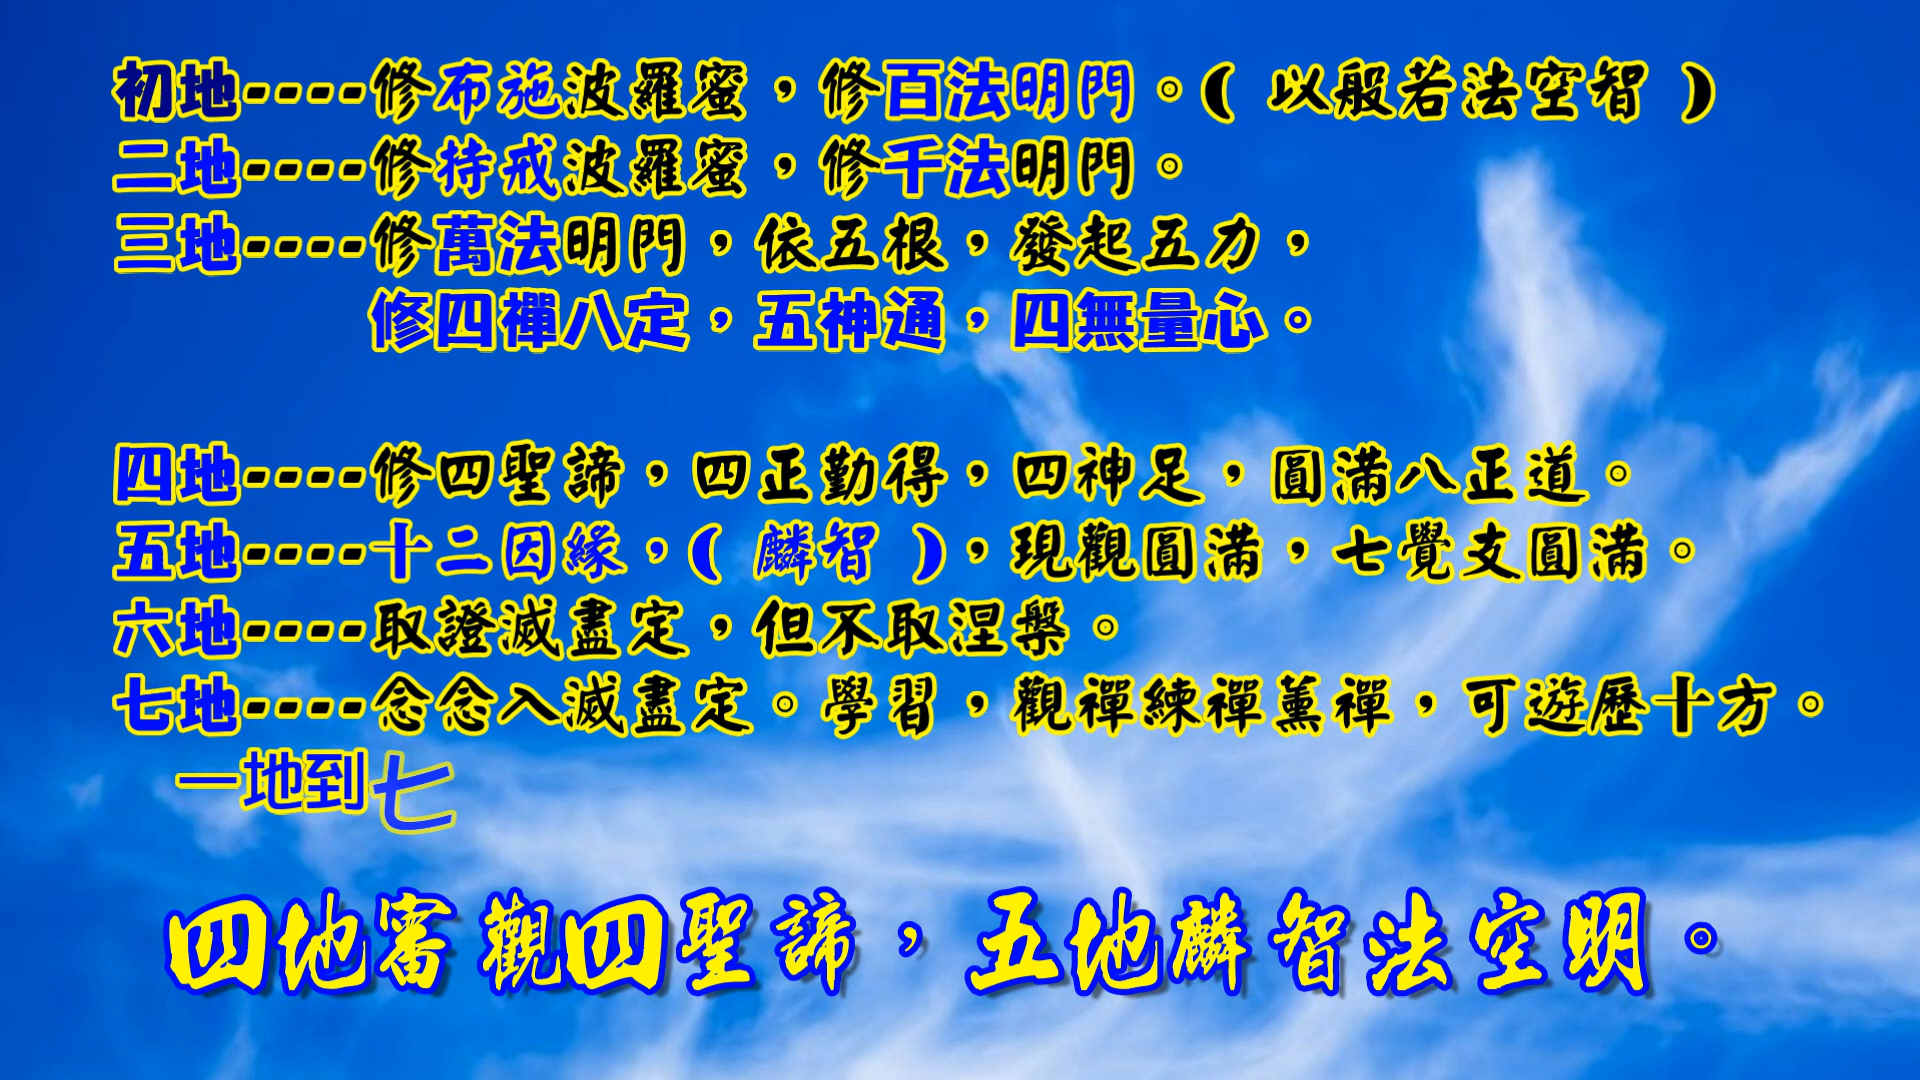 初地----修布施波羅蜜，修百法明門。( 以般若法空智 )
二地----修持戒波羅蜜，修千法明門。
三地----修萬法明門，依五根，發起五力，
修四禪八定，五神通，四無量心。
四地----修四聖諦，四正勤得，四神足，圓滿八正道。
五地----十二因緣，( 麟智 )，現觀圓滿，七覺支圓滿。
六地----取證滅盡定，但不取涅槃。
七地----念念入滅盡定。學習，觀禪練禪薰禪，可遊歷十方。
一地到七
四地審觀四聖諦，五地麟智法空明。